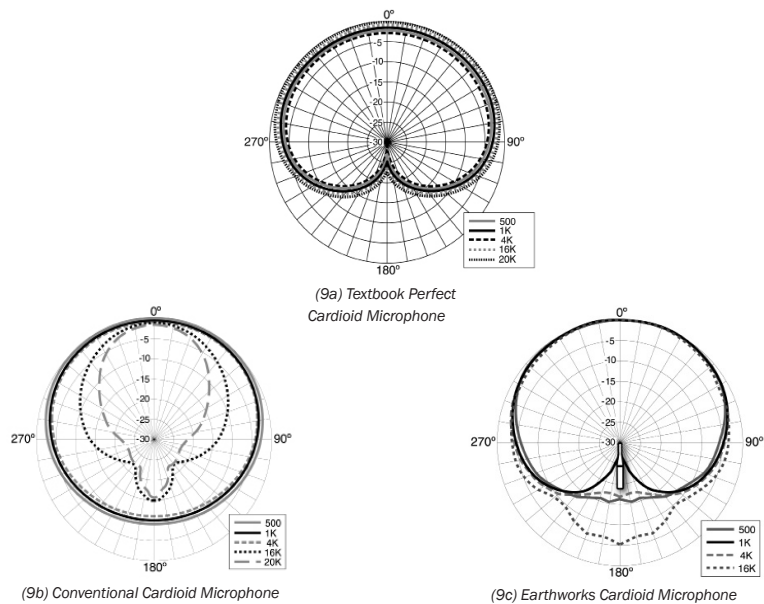 0º
-5
-10
-15
-20
-25
-30
270º
90º
180º
500
1K
4K
16K
20K
(9a) Textbook Perfect
Cardioid Microphone
0º
-5
-10
-15
-20
-25
-30
270º
90º
180º
500
1K
4K
16K
20K
(9b) Conventional Cardioid Microphone
0º
-5
-10
-15
-20
-25
-30
270º
90º
180º
500
1K
4K
16K
(9c) Earthworks Cardioid Microphone